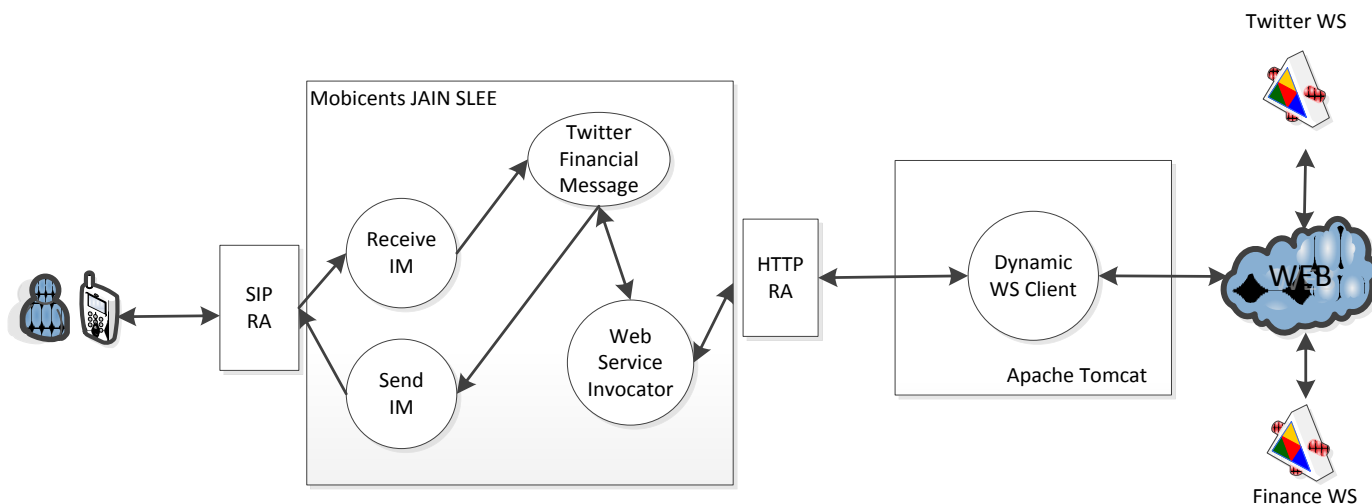 Twitter WS
Mobicents JAIN SLEE
Twitter
Financial
Message
Receive
IM
SIP
RA
HTTP
RA
Dynamic
WS Client
WEB
Web
Service
Invocator
Send
IM
Apache Tomcat
Finance WS